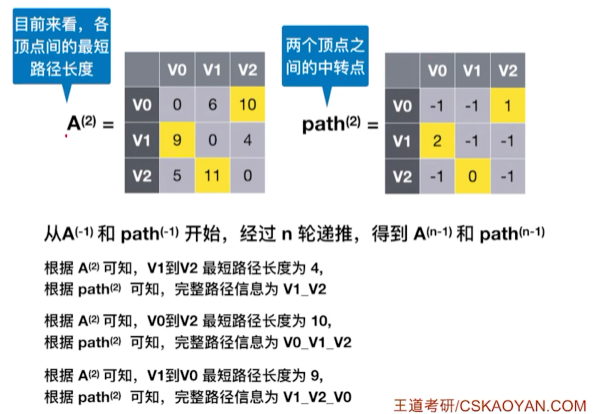 目前来看，各
顶点间的最短
路径长度
两个顶点之
间的中转点
A(2) =
V0 V1 V2
V0 0 6 10
V1 9 0 4
V2 5 11 0
path(2) =
V0 V1 V2
V0 -1 -1 1
V1 2 -1 -1
V2 -1 0 -1
从A(-1) 和 path(-1) 开始，经过 n 轮递推，得到 A(n-1) 和 path(n-1)
根据 A(2) 可知，V1到V2 最短路径长度为 4,
根据 path(2) 可知，完整路径信息为 V1_V2
根据 A(2) 可知，V0到V2 最短路径长度为 10,
根据 path(2) 可知，完整路径信息为 V0_V1_V2
根据 A(2) 可知，V1到V0 最短路径长度为 9,
根据 path(2) 可知，完整路径信息为 V1_V2_V0
王道考研/CSKAOYAN.COM